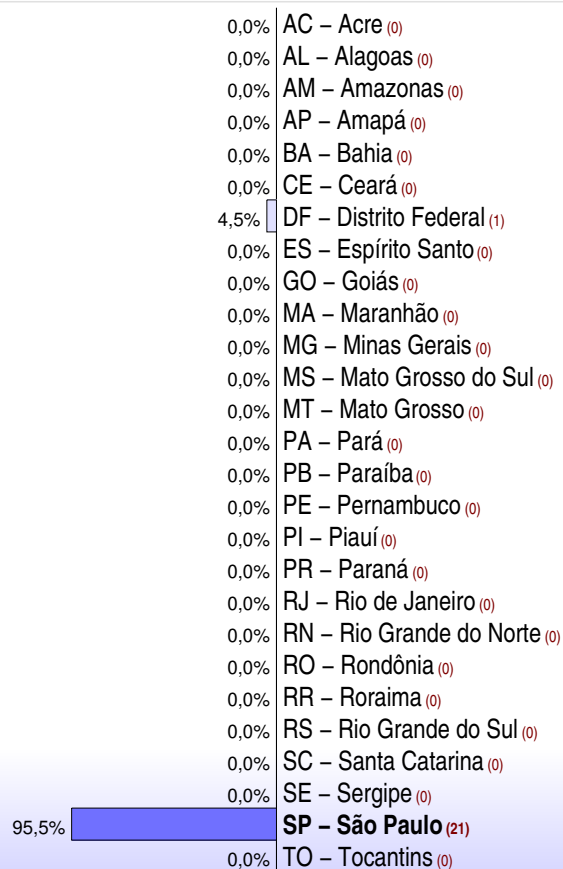 0,0% AC – Acre (0)
0,0% AL – Alagoas (0)
0,0% AM – Amazonas (0)
0,0% AP – Amapá (0)
0,0% BA – Bahia (0)
0,0% CE – Ceará (0)
4,5% DF – Distrito Federal (1)
0,0% ES – Espírito Santo (0)
0,0% GO – Goiás (0)
0,0% MA – Maranhão (0)
0,0% MG – Minas Gerais (0)
0,0% MS – Mato Grosso do Sul (0)
0,0% MT – Mato Grosso (0)
0,0% PA – Pará (0)
0,0% PB – Paraíba (0)
0,0% PE – Pernambuco (0)
0,0% PI – Piauí (0)
0,0% PR – Paraná (0)
0,0% RJ – Rio de Janeiro (0)
0,0% RN – Rio Grande do Norte (0)
0,0% RO – Rondônia (0)
0,0% RR – Roraima (0)
0,0% RS – Rio Grande do Sul (0)
0,0% SC – Santa Catarina (0)
0,0% SE – Sergipe (0)
95,5% SP – São Paulo (21)
0,0% TO – Tocantins (0)